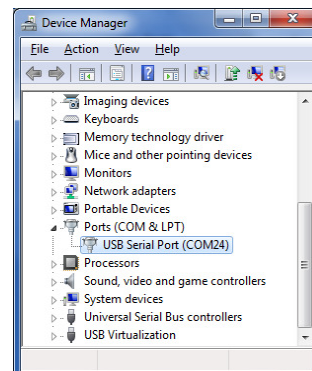 Device Manager
File Action View Help
Imaging devices
Keyboards
Memory technology driver
Mice and other pointing devices
Monitors
Network adapters
Portable Devices
Ports (COM & LPT)
USB Serial Port (COM24)
Processors
Sound, video and game controllers
System devices
Universal Serial Bus controllers
USB Virtualization